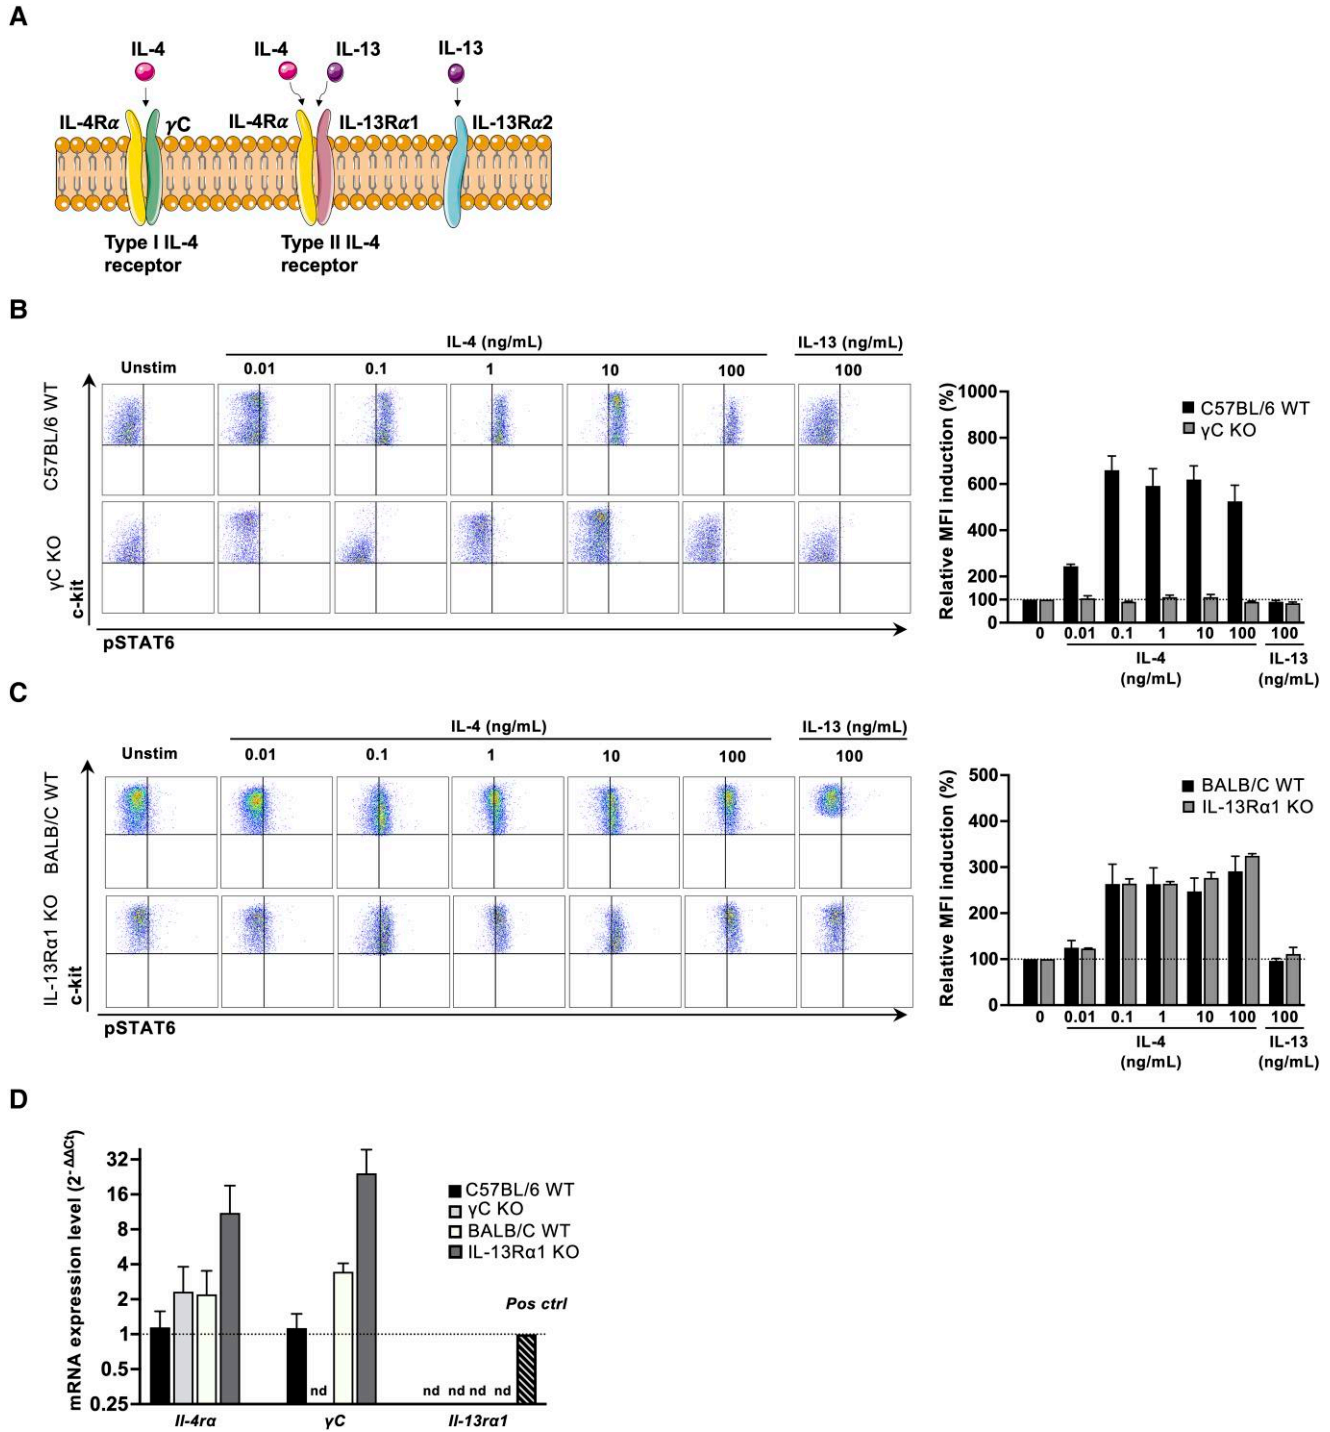 A
IL-4
IL-4
IL-13
IL-13
IL-4Rα
γC
IL-4Rα
IL-13Rα1
IL-13Rα2
Type I IL-4
receptor
Type II IL-4
receptor
B
IL-4 (ng/mL)
IL-13 (ng/mL)
Unstim
0.01
0.1
1
10
100
100
C57BL/6 WT
γC KO
c-kit
pSTAT6
Relative MFI induction (%)
1000
800
600
400
200
100
0
C57BL/6 WT
γC KO
0
0.01
0.1
1
10
100
100
IL-4
(ng/mL)
IL-13
(ng/mL)
C
IL-4 (ng/mL)
IL-13 (ng/mL)
Unstim
0.01
0.1
1
10
100
100
BALB/C WT
IL-13Rα1 KO
c-kit
pSTAT6
Relative MFI induction (%)
500
400
300
200
100
0
BALB/C WT
IL-13Rα1 KO
0
0.01
0.1
1
10
100
100
IL-4
(ng/mL)
IL-13
(ng/mL)
D
mRNA expression level (2^-ΔΔCt)
32
16
8
4
2
1
0.5
0.25
C57BL/6 WT
γC KO
BALB/C WT
IL-13Rα1 KO
Pos ctrl
nd
nd nd nd nd
Il-4rα
γC
Il-13rα1